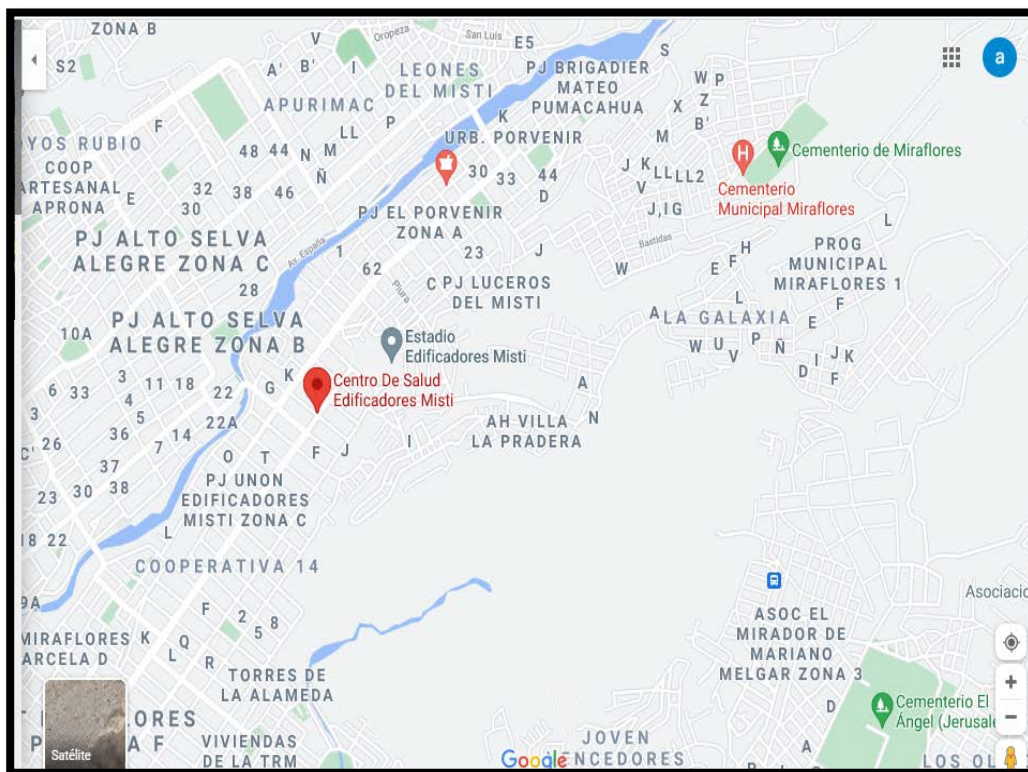 ZONA B
V
Oropeza
San Luis
E5
S
S2
A'
B'
I
LEONES
DEL MISTI
PJ BRIGADIER
MATEO
PUMACAHUA
W P
Z
X
B'
a
APURIMAC
P
K
F
LL
M
URB. PORVENIR
YOS RUBIO
48 44 N M
Ñ
COOP
ARTESANAL
APRONA
E
32
30
38
46
30
33
44
D
J K
LL LL2
V
H
Cementerio de Miraflores
Cementerio
Municipal Miraflores
J,IG
PJ EL PORVENIR
ZONA A
PJ ALTO SELVA
ALEGRE ZONA C
Av. España
1
23
J
Bastidas
H
F
E
W
L
PROG
MUNICIPAL
MIRAFLORES 1
62
Piura
C PJ LUCEROS
DEL MISTI
28
A
L
F
LA GALAXIA
E
10A
PJ ALTO SELVA
ALEGRE ZONA B
Estadio
Edificadores Misti
W U V P Ñ
D I J K
F
6 33 3 11 18 22
4
5
G K
Centro De Salud
Edificadores Misti
A
N
3
26
C'
36
7 14
22A
AH VILLA
LA PRADERA
I
F J
O T
37
23 30 38
PJ UNON
EDIFICADORES
MISTI ZONA C
L
18 22
COOPERATIVA 14
9A
Asociacio
F
2
5
8
ASOC EL
MIRADOR DE
MARIANO
MELGAR ZONA 3
MIRAFLORES
ARCELA D
K
L Q
R
TORRES DE
LA ALAMEDA
D
Cementerio El
Ángel (Jerusale
Satélite
VIVIENDAS
DE LA TRM
JOVEN
Google
ENCEDORES
A
LOS OL